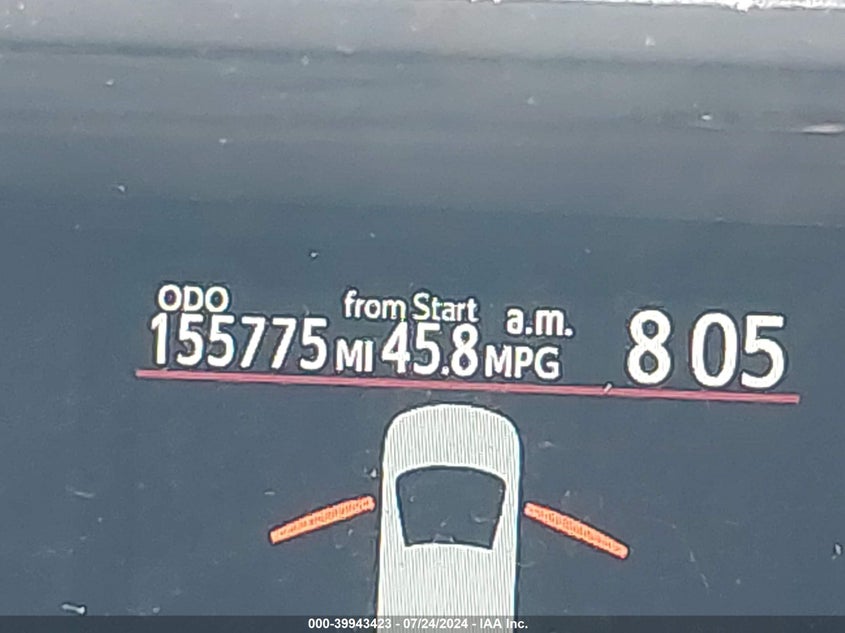 ODO from Start a.m.
155775 MI 45.8 MPG 8 05
000-39943423 - 07/24/2024 - IAA Inc.